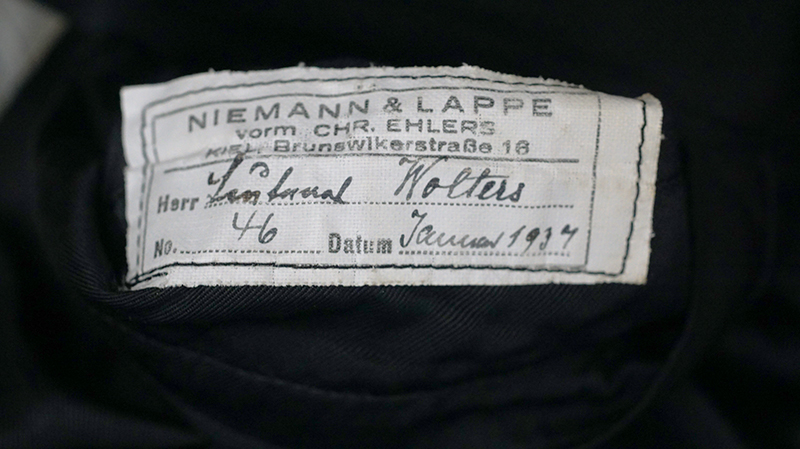 NIEMANN & LAPPE
vorm CHR. EHLERS
KIEL, Brunswikerstraße 16
Herr Wolters
No. 46 Datum Januar 1937